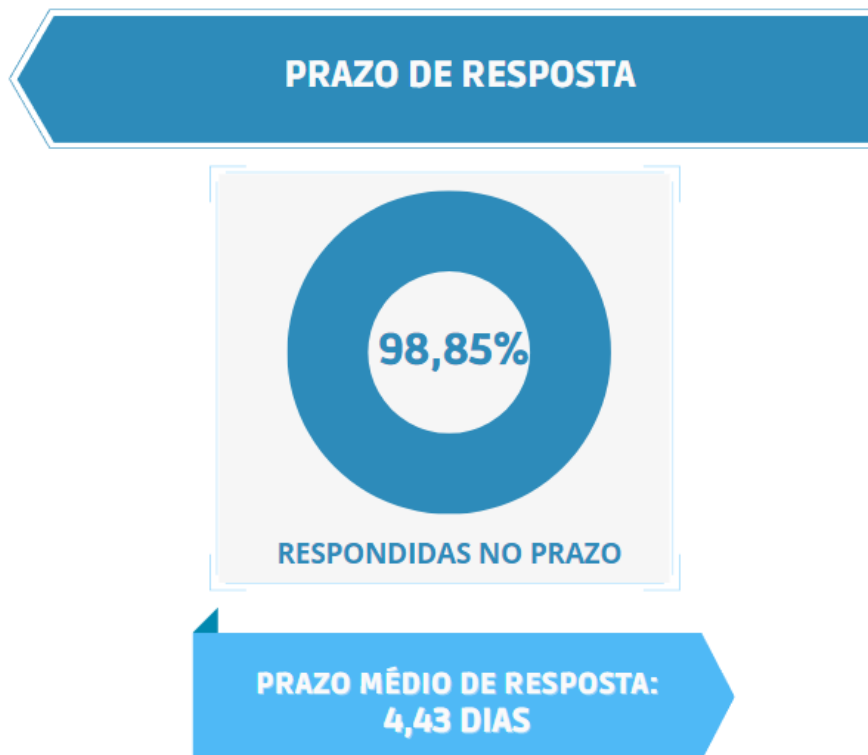 PRAZO DE RESPOSTA
98,85%
RESPONDIDAS NO PRAZO
PRAZO MÉDIO DE RESPOSTA:
4,43 DIAS